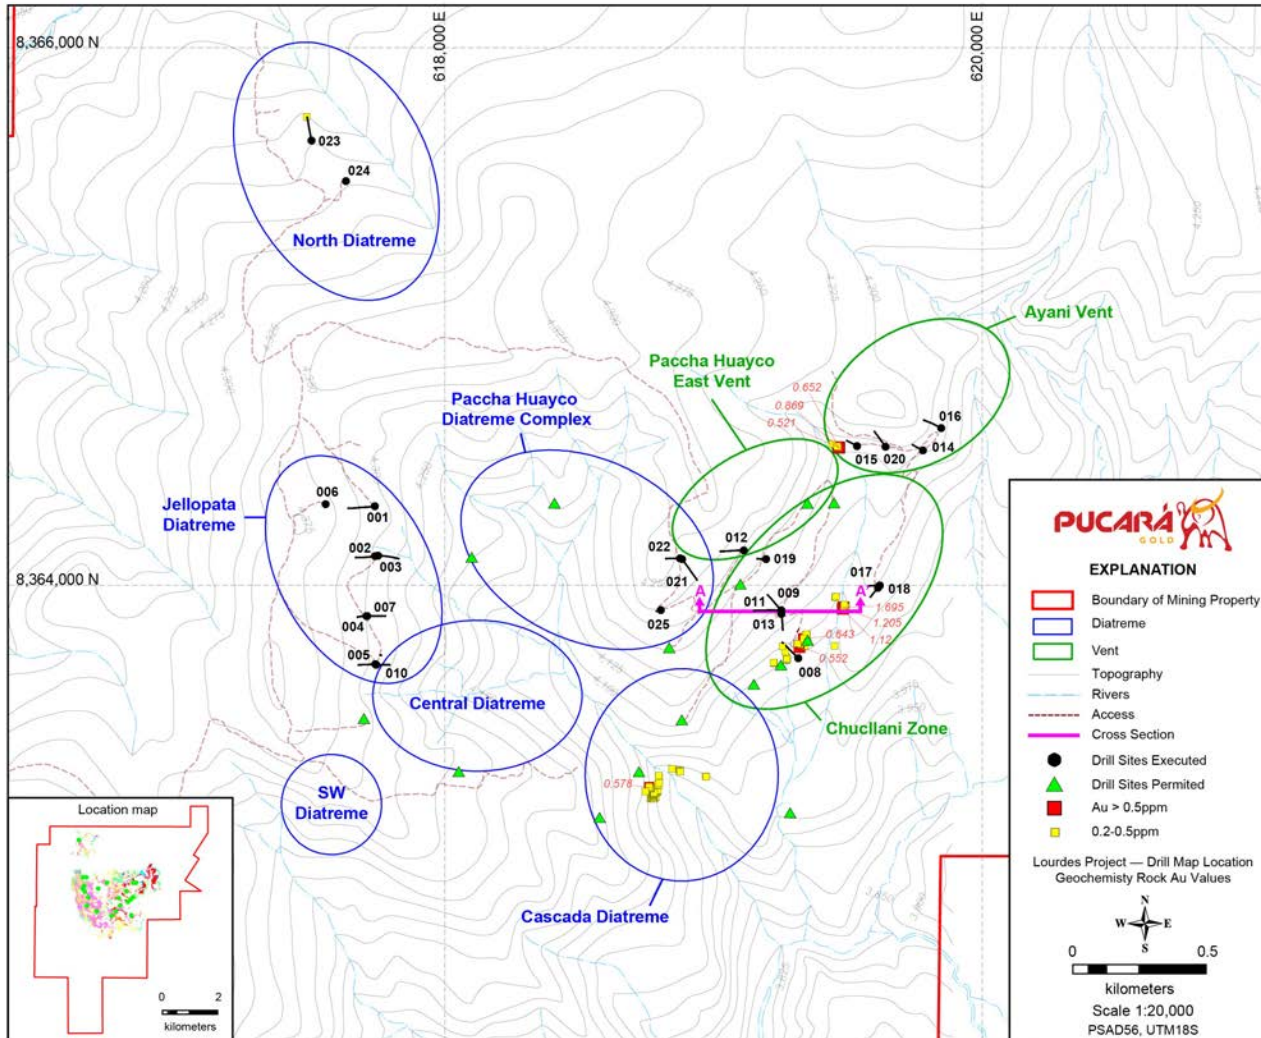 8,366,000 N
618,000 E
620,000 E
023
024
North Diatreme
Ayani Vent
Paccha Huayco
East Vent
0.652
0.869
0.521
Paccha Huayco
Diatreme Complex
016
015
020
014
Jellopata
Diatreme
006
001
002
003
022
021
012
019
8,364,000 N
007
004
011
009
013
017
018
A
A
1.695
1.205
1.12
0.643
0.552
025
005
010
008
Central Diatreme
Chucllani Zone
0.578
SW
Diatreme
Cascada Diatreme
4,275
3,950
Location map
0 2
kilometers
PUCARÁ
GOLD
EXPLANATION
Boundary of Mining Property
Diatreme
Vent
Topography
Rivers
Access
Cross Section
Drill Sites Executed
Drill Sites Permited
Au > 0.5ppm
0.2-0.5ppm
Lourdes Project — Drill Map Location
Geochemisty Rock Au Values
N
W E
S
0 0.5
kilometers
Scale 1:20,000
PSAD56, UTM18S